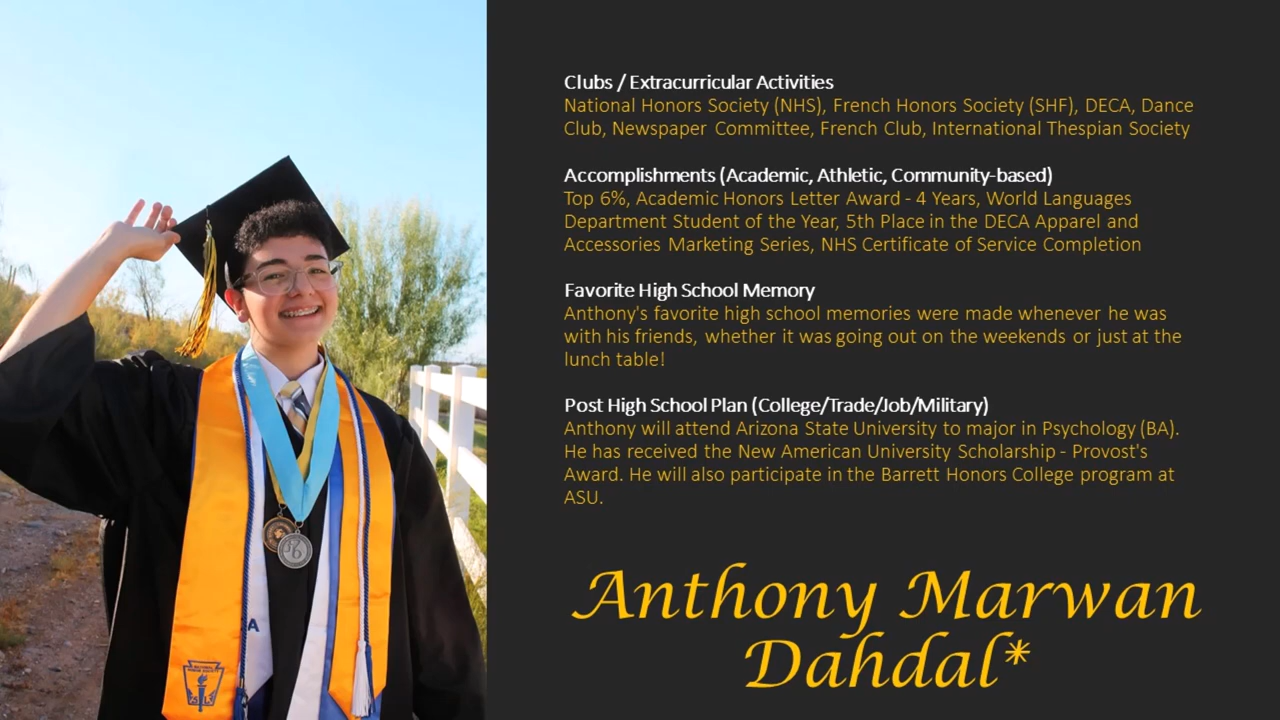 Clubs / Extracurricular Activities
National Honors Society (NHS), French Honors Society (SHF), DECA, Dance
Club, Newspaper Committee, French Club, International Thespian Society
Accomplishments (Academic, Athletic, Community-based)
Top 6%, Academic Honors Letter Award - 4 Years, World Languages
Department Student of the Year, 5th Place in the DECA Apparel and
Accessories Marketing Series, NHS Certificate of Service Completion
Favorite High School Memory
Anthony's favorite high school memories were made whenever he was
with his friends, whether it was going out on the weekends or just at the
lunch table!
Post High School Plan (College/Trade/Job/Military)
Anthony will attend Arizona State University to major in Psychology (BA).
He has received the New American University Scholarship - Provost's
Award. He will also participate in the Barrett Honors College program at
ASU.
Anthony Marwan
Dahdal*
A